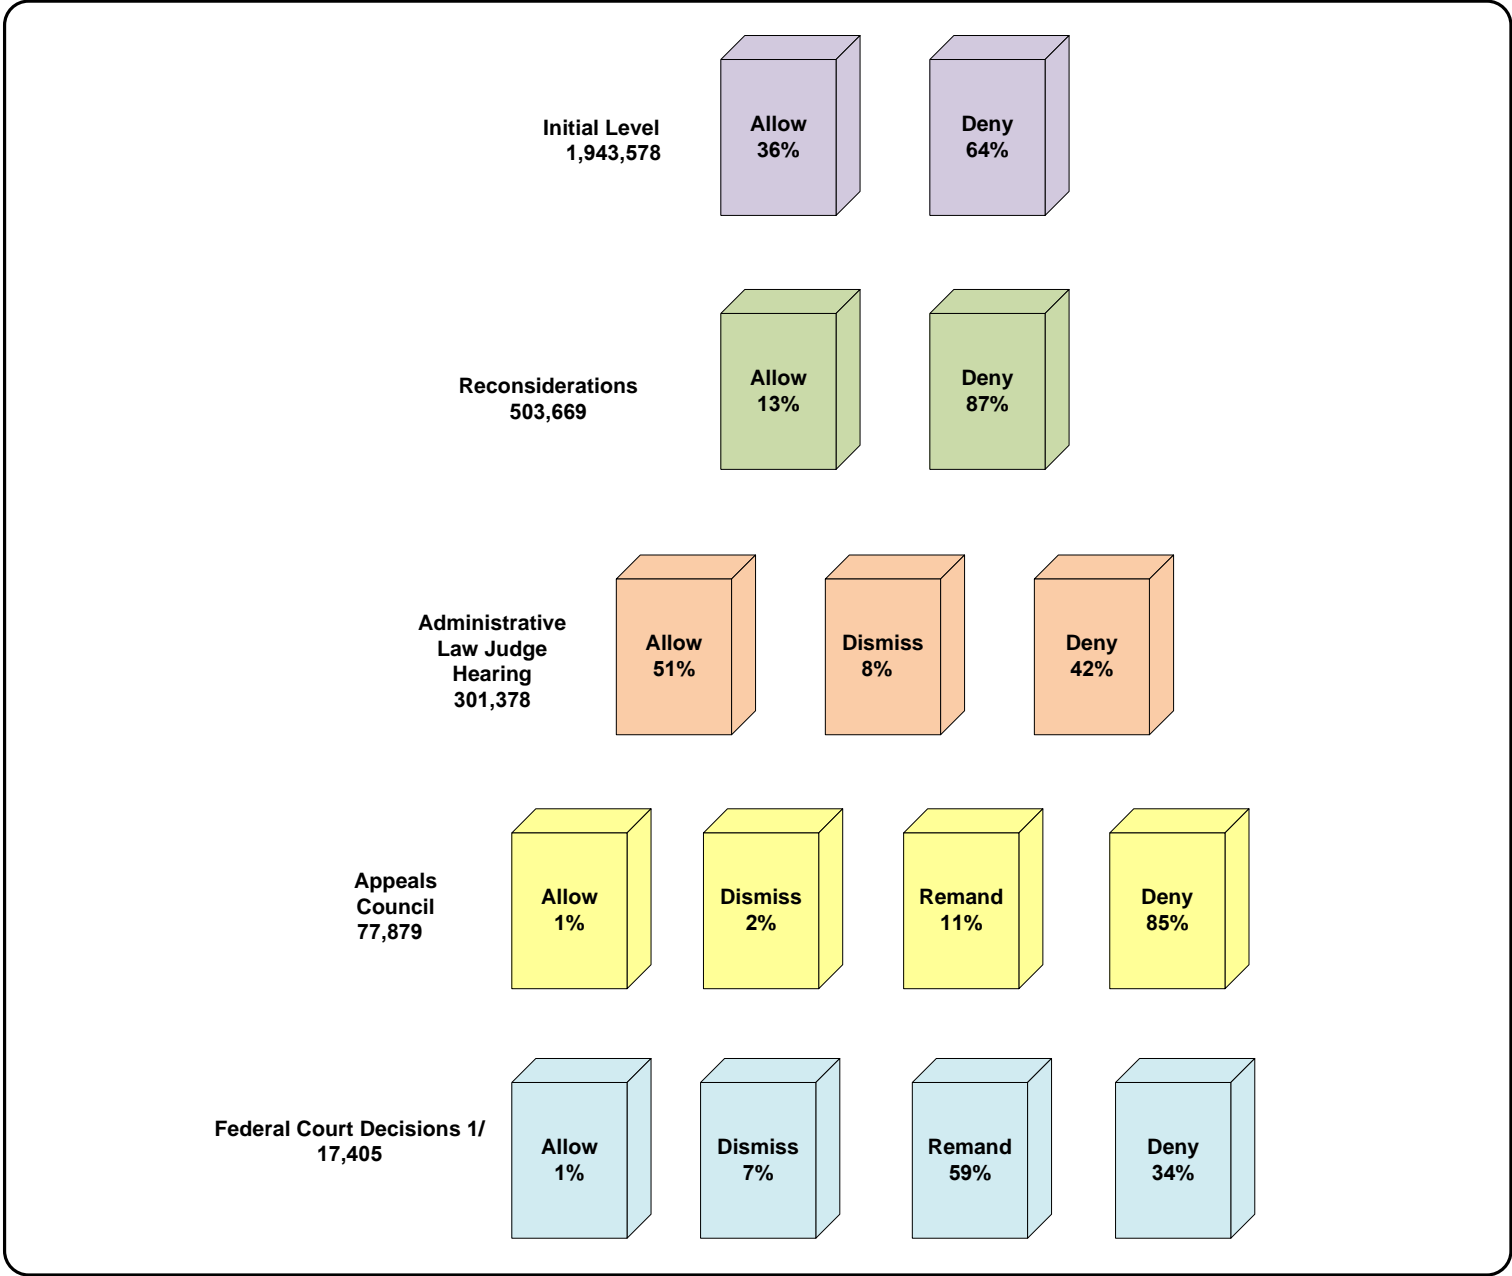 Initial Level
1,943,578
Allow
36%
Deny
64%
Reconsiderations
503,669
Allow
13%
Deny
87%
Administrative
Law Judge
Hearing
301,378
Allow
51%
Dismiss
8%
Deny
42%
Appeals
Council
77,879
Allow
1%
Dismiss
2%
Remand
11%
Deny
85%
Federal Court Decisions 1/
17,405
Allow
1%
Dismiss
7%
Remand
59%
Deny
34%